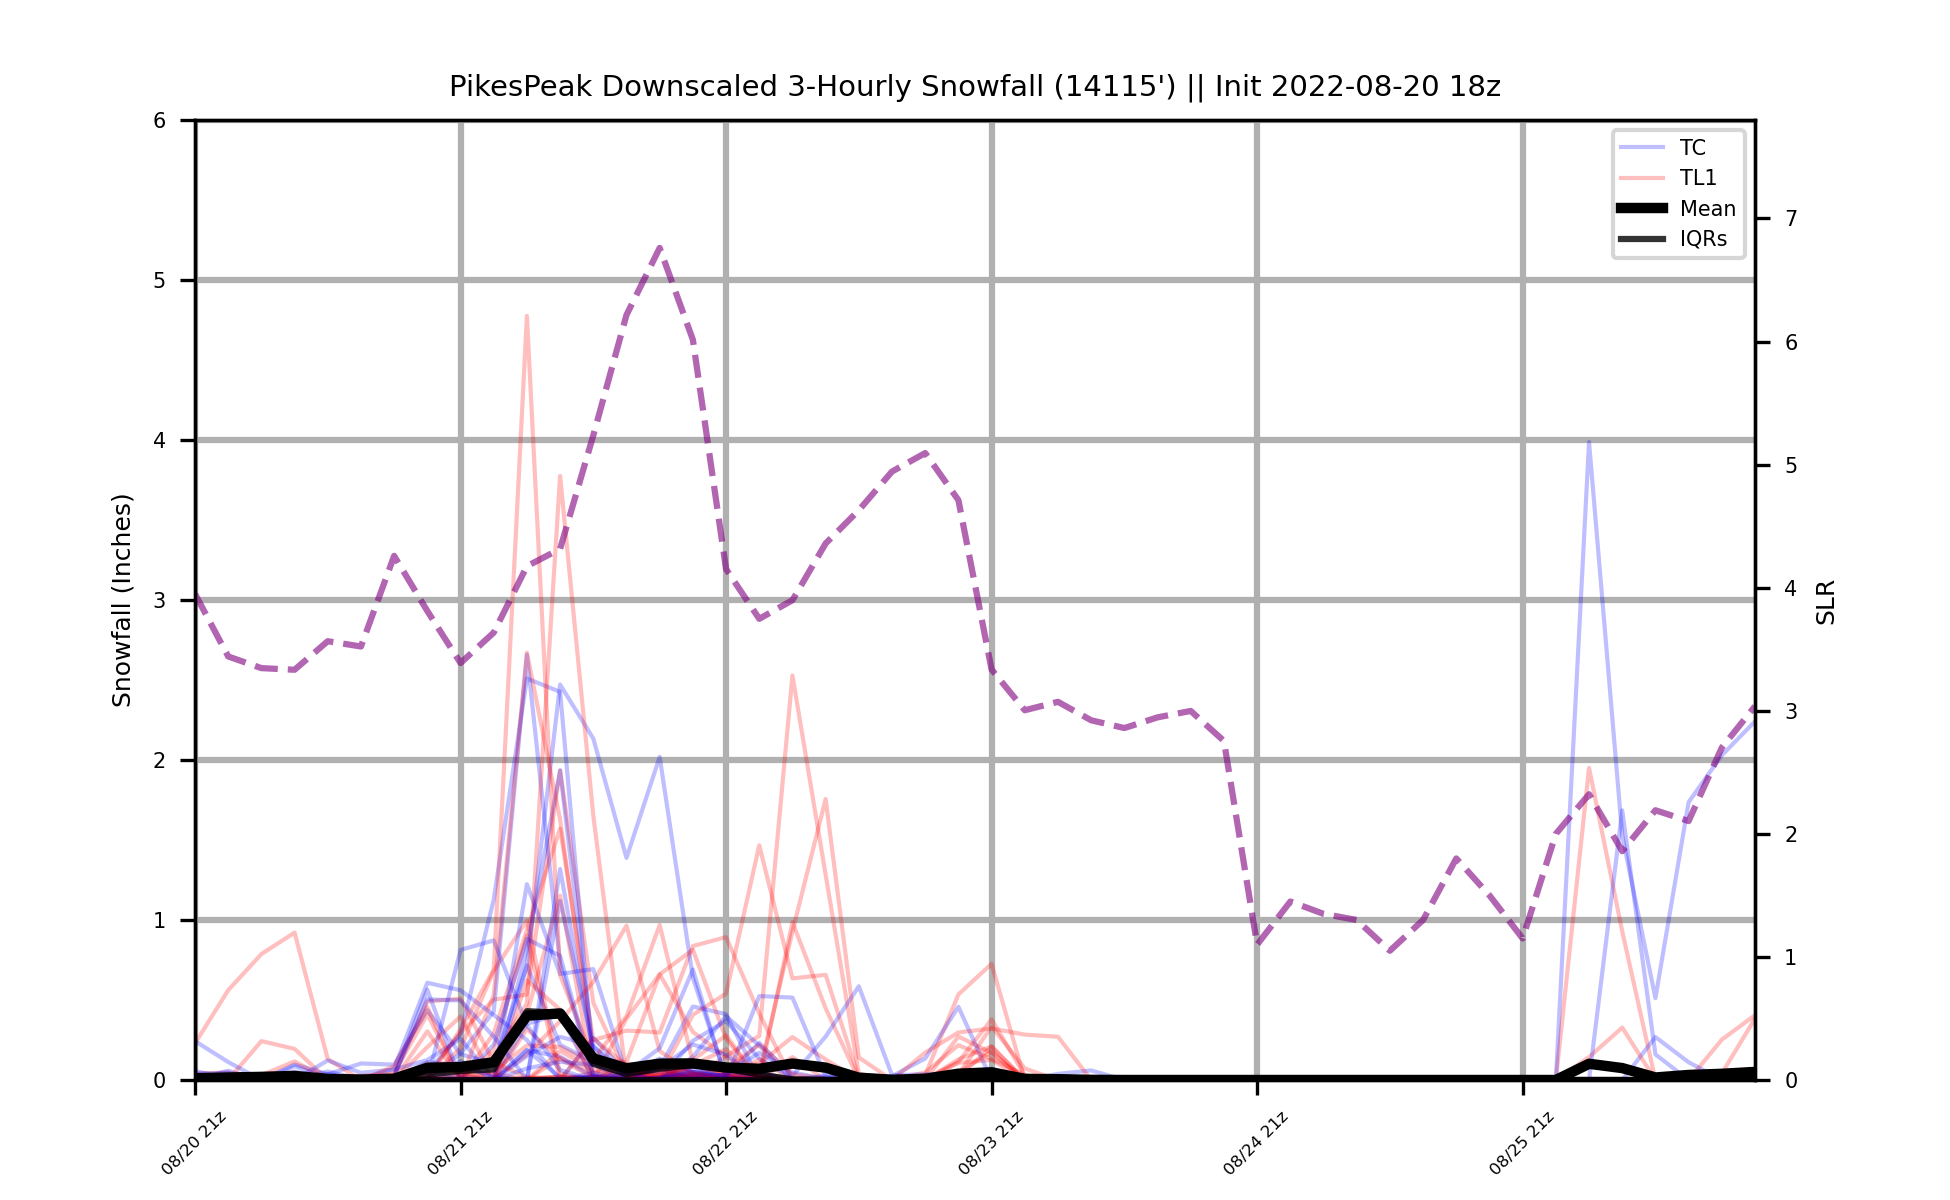 PikesPeak Downscaled 3-Hourly Snowfall (14115') || Init 2022-08-20 18z
TC
TL1
Mean
IQRs
Snowfall (Inches)
6
5
4
3
2
1
0
SLR
7
6
5
4
3
2
1
0
08/20 21z
08/21 21z
08/22 21z
08/23 21z
08/24 21z
08/25 21z